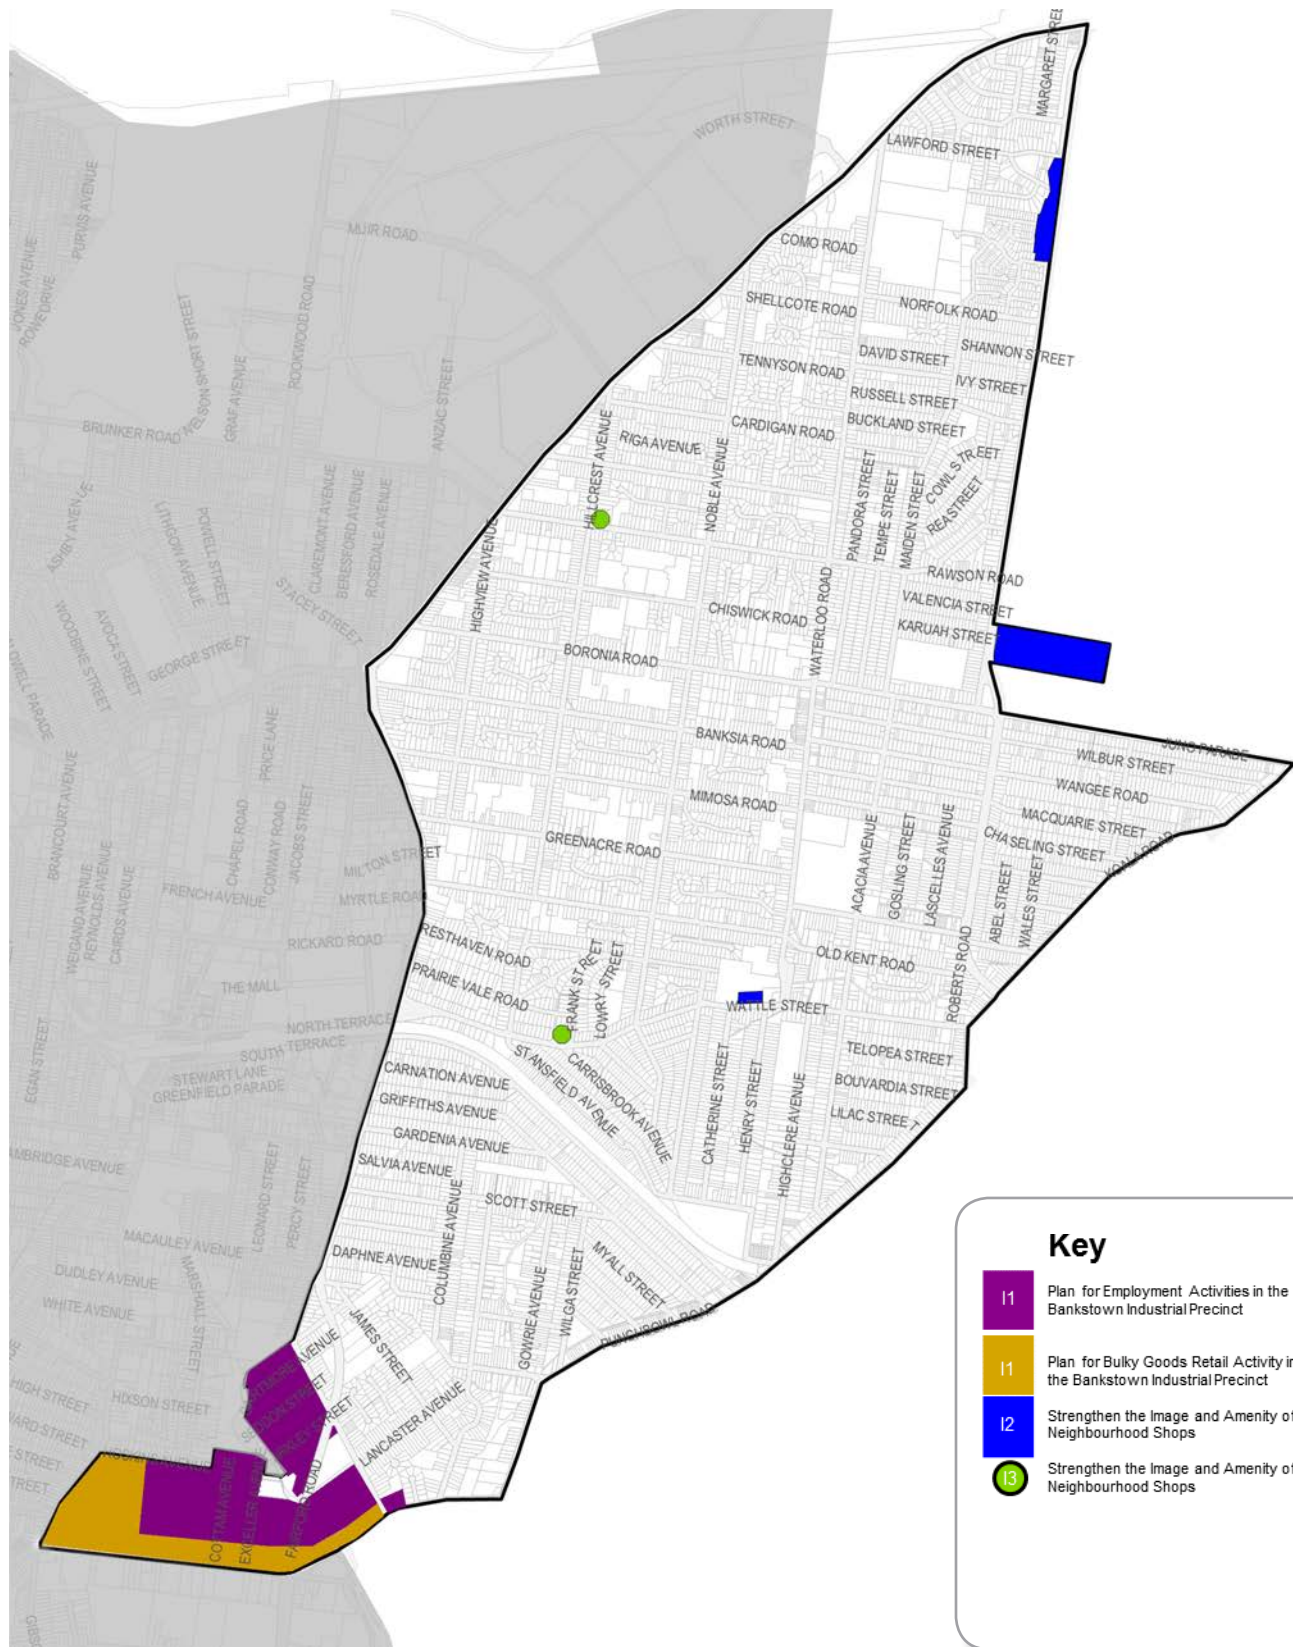 MARGARET STREE
WORTH STREET
LAWFORD STREET
PURVIS AVENUE
MUIR ROAD
JONES AVENUE
ROWE DRIVE
COMO ROAD
ROOKWOOD ROAD
SHELLCOTE ROAD
NORFOLK ROAD
NELSON SHORT STREET
GRAF AVENUE
ANZAC STREET
TENNYSON ROAD
DAVID STREET
SHANNON STREET
IVY STREET
RUSSELL STREET
BRUNKER ROAD
HILLCREST AVENUE
RIGA AVENUE
NOBLE AVENUE
CARDIGAN ROAD
BUCKLAND STREET
COWL STREET
REA STREET
PANDORA STREET
TEMPE STREET
MAIDEN STREET
ASHBY AVENUE
LITHGOW AVENUE
POWELL STREET
CLAREMONT AVENUE
BERESFORD AVENUE
ROSEDALE AVENUE
HIGHVIEW AVENUE
RAWSON ROAD
STACEY STREET
WOODBINE STREET
AVOCA STREET
GEORGE STREET
CHISWICK ROAD
WATERLOO ROAD
VALENCIA STREET
KARUAH STREET
BORONIA ROAD
PRICE LANE
BANKSIA ROAD
JUNO PARADE
WILBUR STREET
BRANCOURT AVENUE
CHAPEL ROAD
CONWAY ROAD
JACOBS STREET
MIMOSA ROAD
WANGEE ROAD
MACQUARIE STREET
CHASELING STREET
GREENACRE ROAD
MILTON STREET
ACACIA AVENUE
GOSLING STREET
LASCELLES AVENUE
ABEL STREET
WALES STREET
WEIGAND AVENUE
REYNOLDS AVENUE
CAIRDS AVENUE
FRENCH AVENUE
MYRTLE ROAD
RICKARD ROAD
RESTHAVEN ROAD
OLD KENT ROAD
ROBERTS ROAD
THE MALL
PRAIRIE VALE ROAD
FRANK STREET
LOWRY STREET
WATTLE STREET
NORTH TERRACE
SOUTH TERRACE
STEWART LANE
GREENFIELD PARADE
EGAN STREET
STANSFIELD AVENUE
CARRISBROOK AVENUE
TELOPEA STREET
CARNATION AVENUE
GRIFFITHS AVENUE
BOUVARDIA STREET
CATHERINE STREET
HENRY STREET
HIGHCLERE AVENUE
LILAC STREET
GARDENIA AVENUE
AMBRIDGE AVENUE
SALVIA AVENUE
LEONARD STREET
PERCY STREET
COLUMBINE AVENUE
SCOTT STREET
MACAULEY AVENUE
MARSHALL STREET
DAPHNE AVENUE
MYALL STREET
DUDLEY AVENUE
WHITE AVENUE
JAMES STREET
GOWRIE AVENUE
WILGA STREET
PUNCHBOWL ROAD
HIGH STREET
HIXSON STREET
LANCASTER AVENUE
WARD STREET
COTTAM AVENUE
FAIRFORD ROAD
Key
I1 Plan for Employment Activities in the
Bankstown Industrial Precinct
I1 Plan for Bulky Goods Retail Activity in
the Bankstown Industrial Precinct
I2 Strengthen the Image and Amenity of
Neighbourhood Shops
I3 Strengthen the Image and Amenity of
Neighbourhood Shops